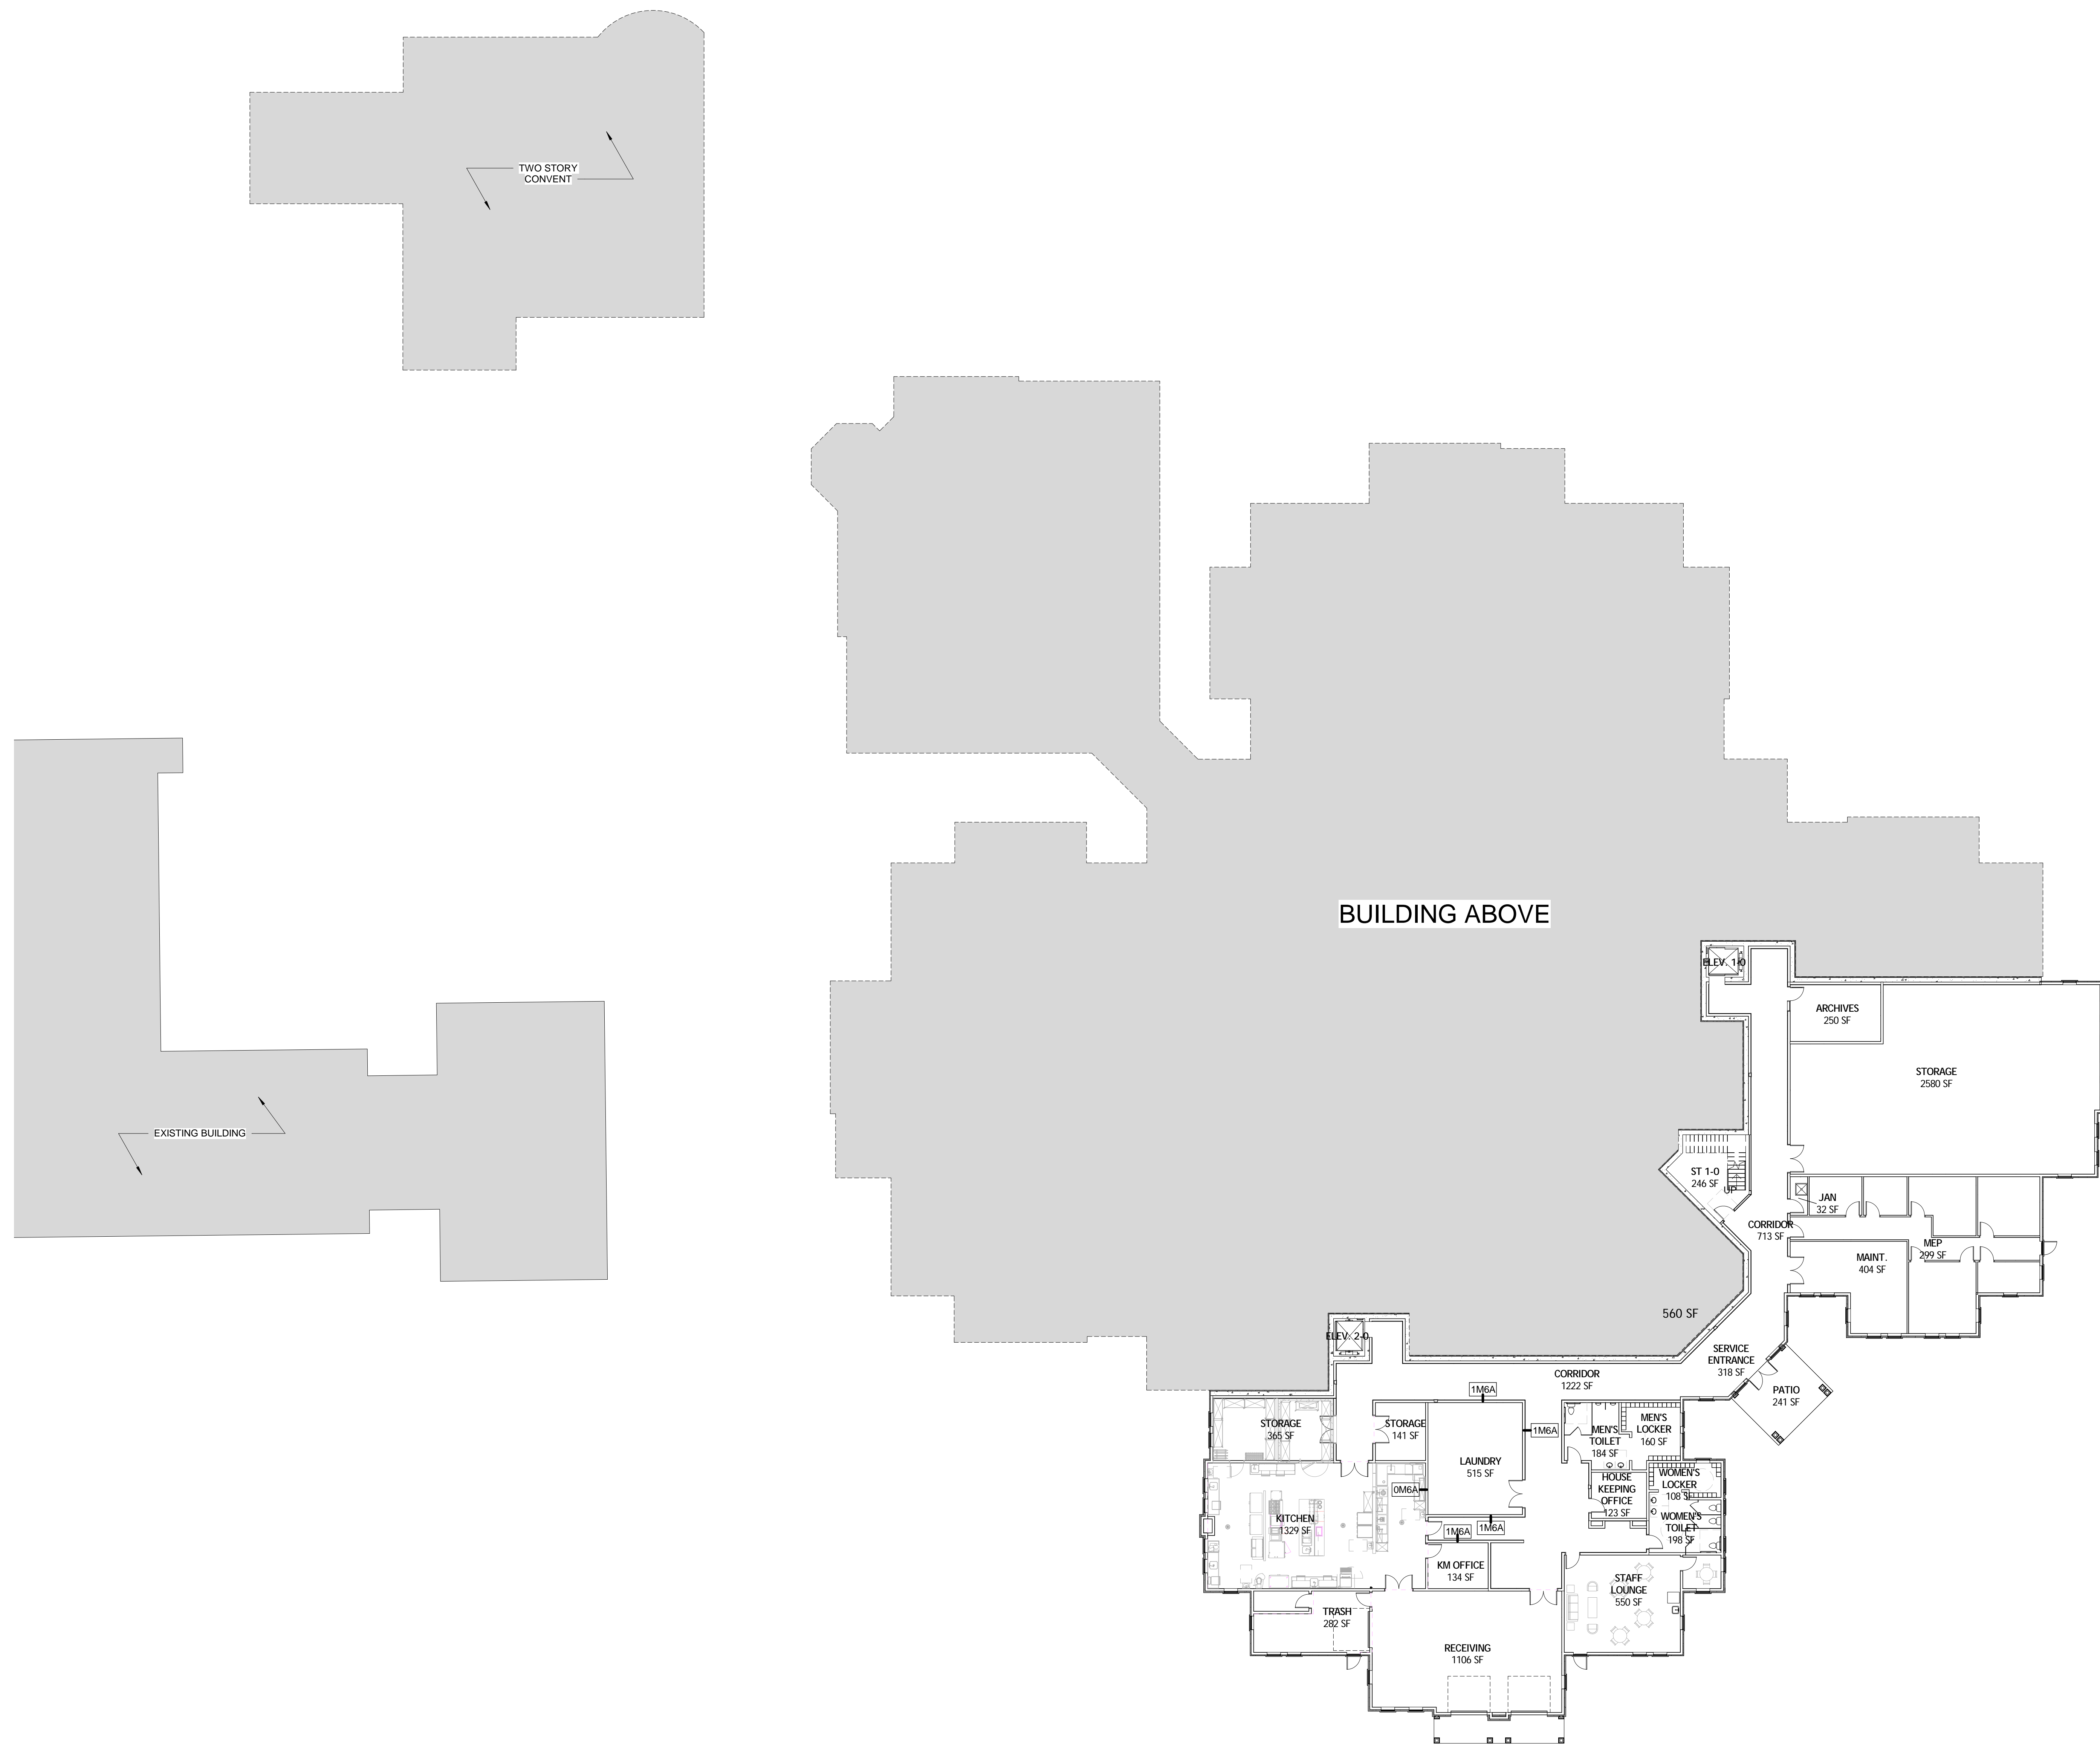 TWO STORY
CONVENT
BUILDING ABOVE
ELEV. 1-0
ARCHIVES
250 SF
STORAGE
2580 SF
EXISTING BUILDING
ST 1-0
246 SF
UP
JAN
32 SF
CORRIDOR
713 SF
MEP
299 SF
MAINT.
404 SF
560 SF
ELEV. 2-0
SERVICE
ENTRANCE
318 SF
CORRIDOR
1222 SF
PATIO
241 SF
1M6A
STORAGE
365 SF
STORAGE
141 SF
1M6A
MEN'S
TOILET
184 SF
MEN'S
LOCKER
160 SF
LAUNDRY
515 SF
0M6A
HOUSE
KEEPING
OFFICE
123 SF
WOMEN'S
LOCKER
108 SF
KITCHEN
1329 SF
1M6A
1M6A
WOMEN'S
TOILET
198 SF
KM OFFICE
134 SF
STAFF
LOUNGE
550 SF
TRASH
282 SF
RECEIVING
1106 SF